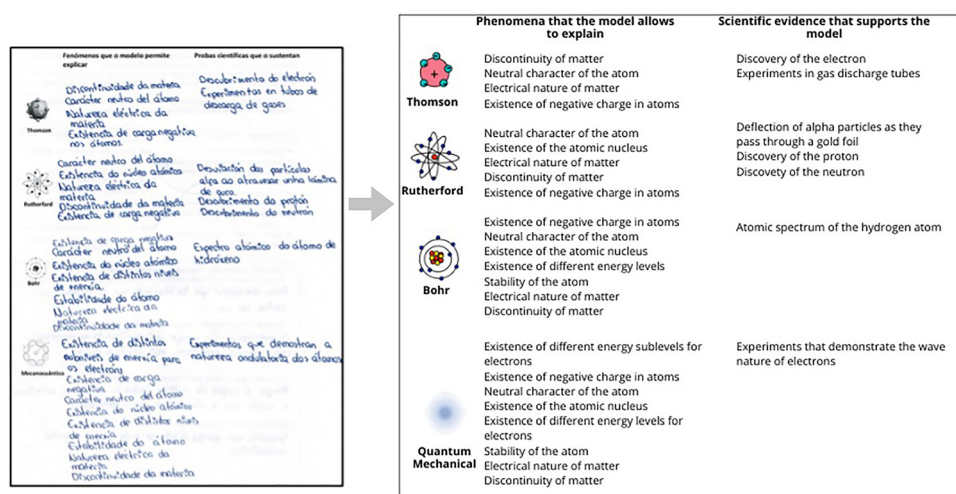 Fenómenos que o modelo permite explicar
Probas científicas que o sustentan
Thomson
Discontinuidade da materia
Carácter neutro del átomo
Natureza eléctrica da
materia
Existencia de carga negativa
nos átomos.
Descubrimento do electrón
Experimentos en tubos de
descarga de gases
Rutherford
Carácter neutro del átomo
Existencia do núcleo atómico
Natureza eléctrica da
materia
Discontinuidade da materia
Existencia de carga negativa
Desviación das partículas
alfa ao atravesar unha lámina
de ouro.
Descubrimento do protón
Descubrimento do neutrón
Bohr
Existencia de carga negativa
Carácter neutro del átomo
Existencia do núcleo atómico
Existencia de distintos niveis
de enerxía
Estabilidade do átomo
Natureza eléctrica da
materia
Discontinuidade da materia
Espectro atómico do átomo de
hidróxeno
Mecanocuántico
Existencia de distintos
subniveis de enerxía para
os electróns
Existencia de carga
negativa
Carácter neutro del átomo
Existencia do núcleo atómico
Existencia de distintos niveis
de enerxía
Estabilidade do átomo
Natureza eléctrica da
materia
Discontinuidade da materia
Experimentos que demostran a
natureza ondulatoria dos átomos
Phenomena that the model allows
to explain
Scientific evidence that supports the
model
Thomson
Discontinuity of matter
Neutral character of the atom
Electrical nature of matter
Existence of negative charge in atoms
Discovery of the electron
Experiments in gas discharge tubes
Rutherford
Neutral character of the atom
Existence of the atomic nucleus
Electrical nature of matter
Discontinuity of matter
Existence of negative charge in atoms
Deflection of alpha particles as they
pass through a gold foil
Discovery of the proton
Discovety of the neutron
Bohr
Existence of negative charge in atoms
Neutral character of the atom
Existence of the atomic nucleus
Existence of different energy levels
Stability of the atom
Electrical nature of matter
Discontinuity of matter
Atomic spectrum of the hydrogen atom
Quantum
Mechanical
Existence of different energy sublevels for
electrons
Existence of negative charge in atoms
Neutral character of the atom
Existence of the atomic nucleus
Existence of different energy levels for
electrons
Stability of the atom
Electrical nature of matter
Discontinuity of matter
Experiments that demonstrate the wave
nature of electrons